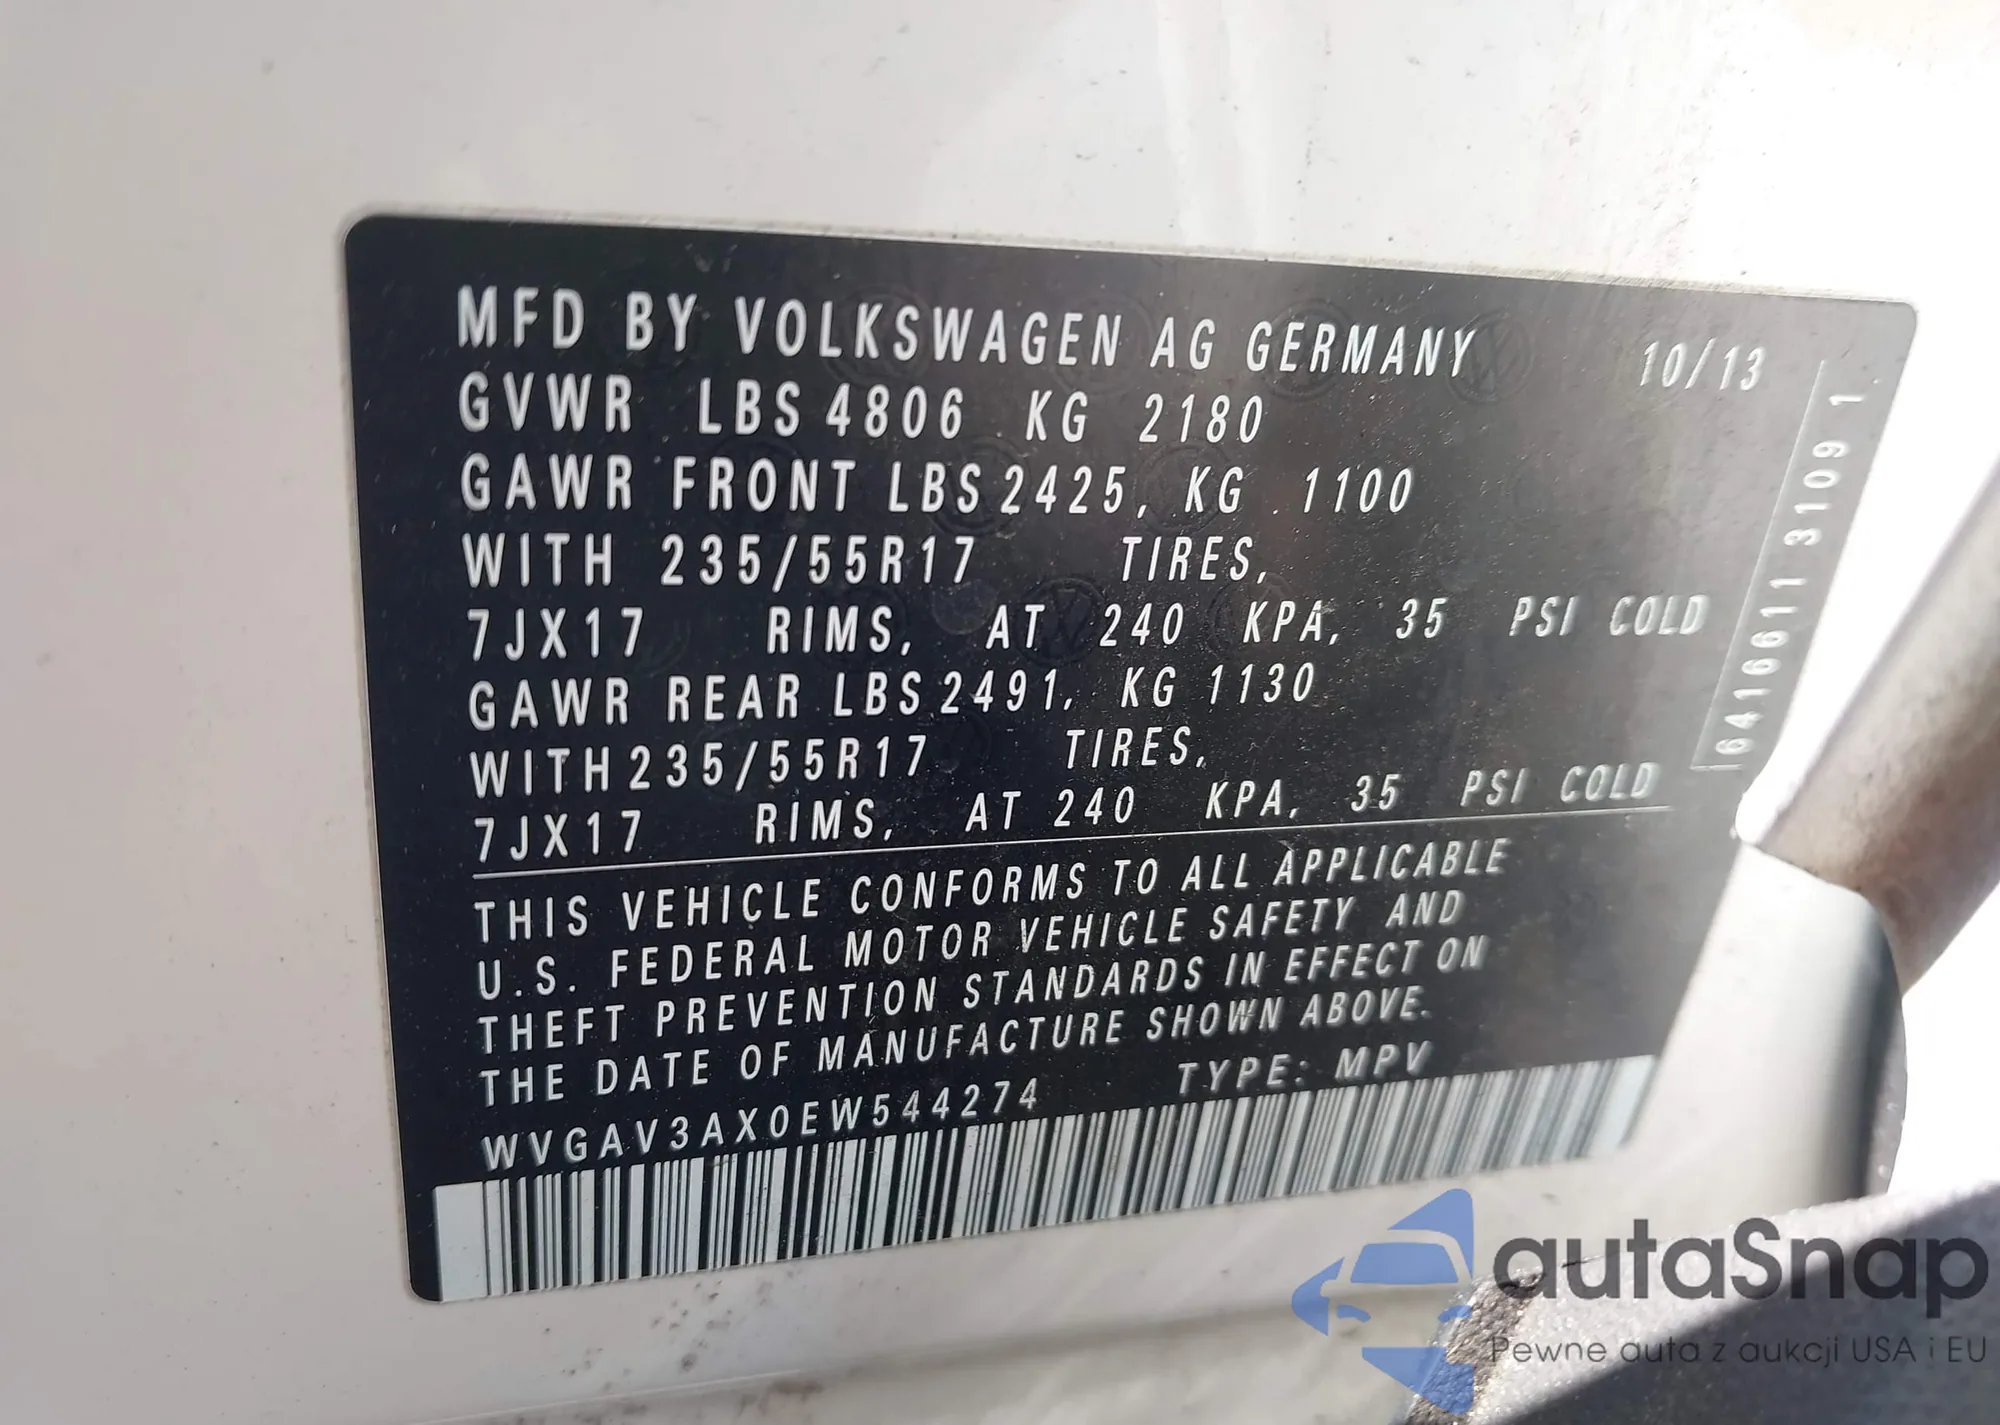 MFD BY VOLKSWAGEN AG GERMANY 10/13
GVWR LBS 4806 KG 2180
GAWR FRONT LBS 2425, KG 1100
WITH 235/55R17 TIRES,
7JX17 RIMS, AT 240 KPA, 35 PSI COLD
GAWR REAR LBS 2491, KG 1130
WITH 235/55R17 TIRES,
7JX17 RIMS, AT 240 KPA, 35 PSI COLD
THIS VEHICLE CONFORMS TO ALL APPLICABLE
U.S. FEDERAL MOTOR VEHICLE SAFETY AND
THEFT PREVENTION STANDARDS IN EFFECT ON
THE DATE OF MANUFACTURE SHOWN ABOVE.
WVGAV3AX0EW544274 TYPE: MPV
6416611 3109 1
autaSnap
Pewne auta z aukcji USA i EU